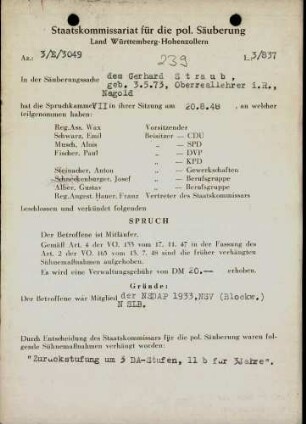 Staatskommissariat für die pol. Säuberung
Land Württemberg-Hohenzollern
Az.: 3/S/3049
239
L 3/837
In der Säuberungssache des Gerhard Straub,
geb. 3.5.73, Oberreallehrer i.R.,
Nagold
hat die Spruchkammer VII in ihrer Sitzung am 20.8.48, an welcher
teilgenommen haben:
Reg.Ass. Wax Vorsitzender
Schwarz, Emil Beisitzer — CDU
Musch, Alois „ — SPD
Fischer, Paul „ — DVP
„ — KPD
Steinacher, Anton „ — Gewerkschaften
Schneckenburger, Josef „ — Berufsgruppe
Albier, Gustav „ — Berufsgruppe
Reg.Angest. Hauer, Franz Vertreter des Staatskommissars
beschlossen und verkündet folgenden
SPRUCH
Der Betroffene ist Mitläufer.
Gemäß Art. 4 der VO. 133 vom 17. 11. 47 in der Fassung des
Art. 2 der VO. 165 vom 13. 7. 48 sind die früher verhängten
Sühnemaßnahmen aufgehoben.
Es wird eine Verwaltungsgebühr von DM 20.-- erhoben.
Gründe:
Der Betroffene war Mitglied der NSDAP 1933, NSV (Blockw.)
NSLB.
Durch Entscheidung des Staatskommissars für die pol. Säuberung waren fol-
gende Sühnemaßnahmen verhängt worden:
"Zurückstufung um 3 DA-Stufen, 11 b für 3Jahre".